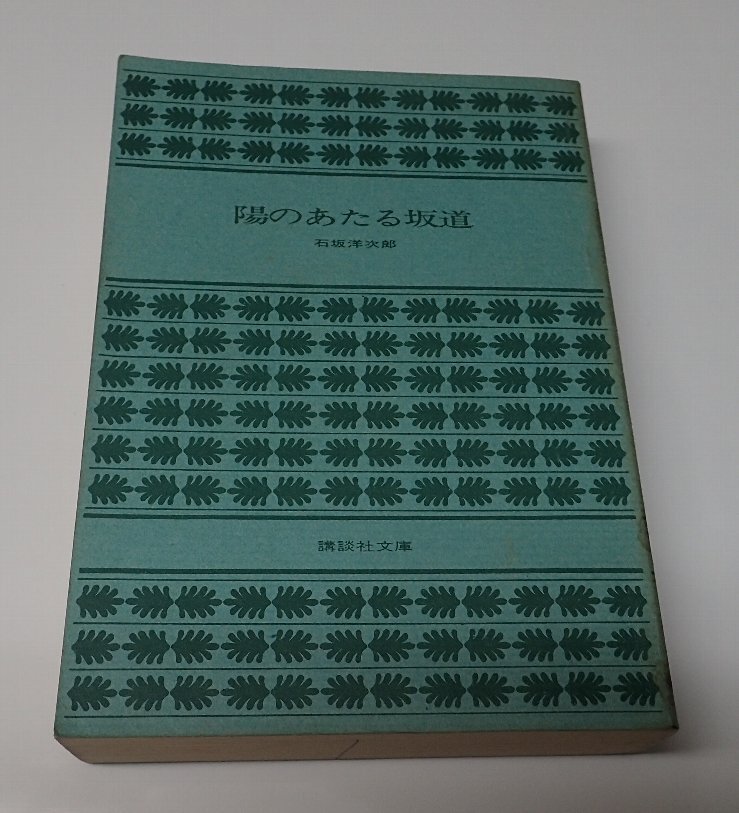 陽のあたる坂道
石坂洋次郎
講談社文庫